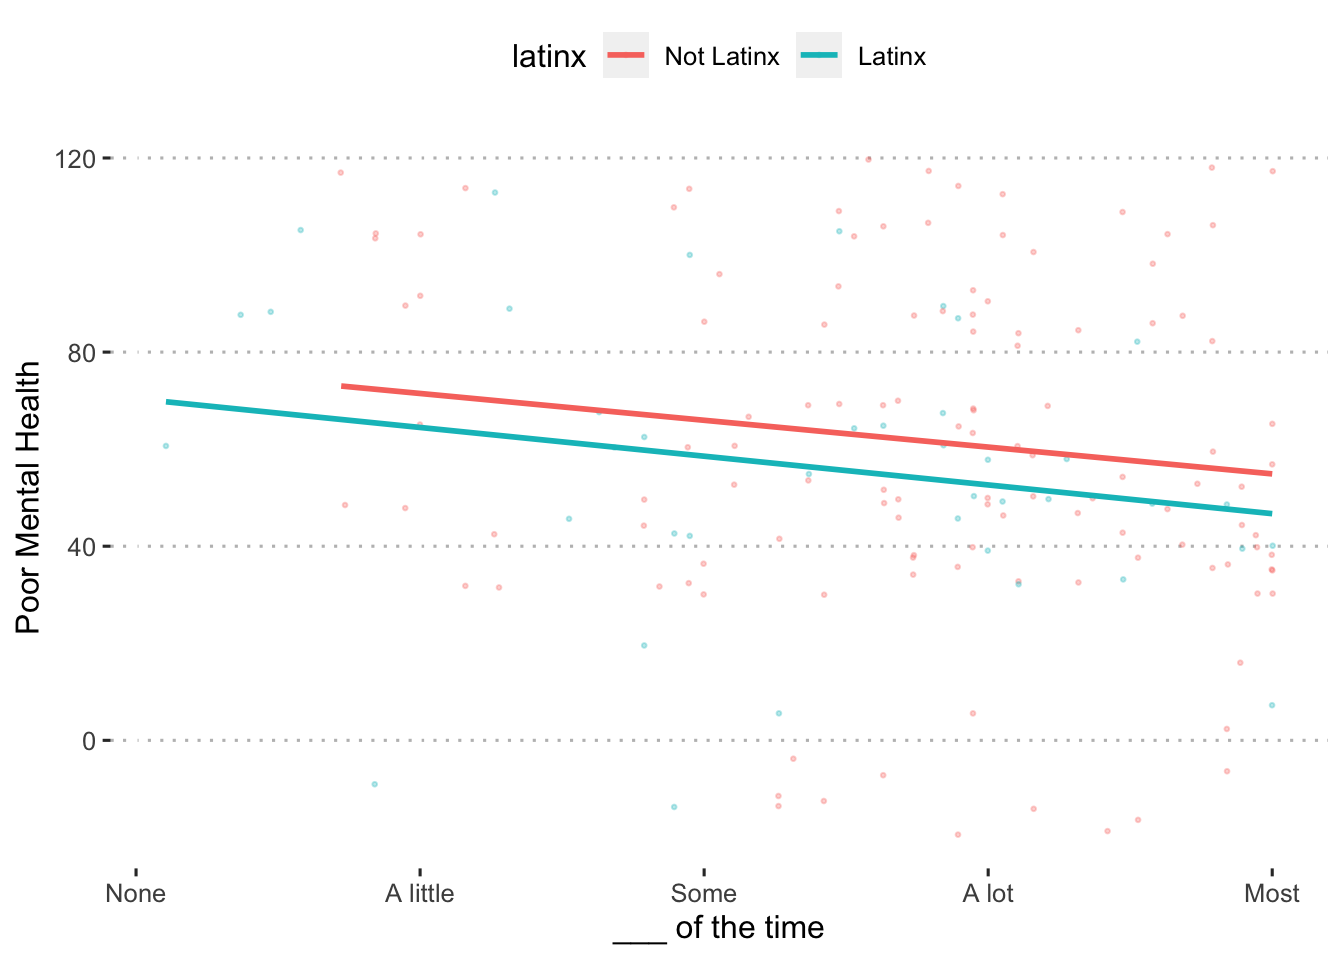 latinx Not Latinx Latinx
120
80
40
0
Poor Mental Health
None A little Some A lot Most
___ of the time